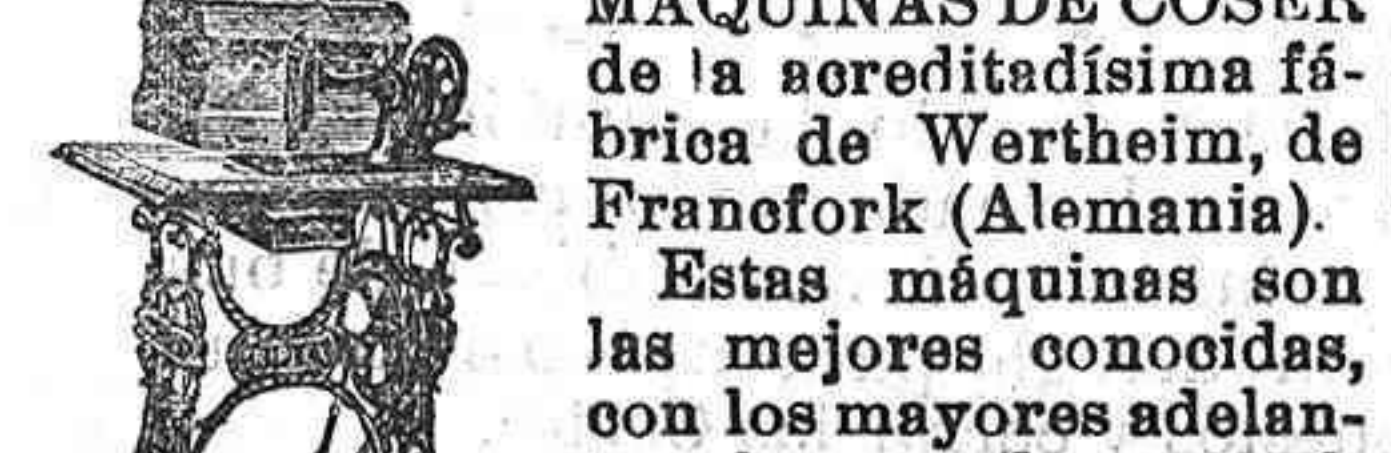 MÁQUINAS DE COSER
de la acreditadísima fá-
brica de Wertheim, de
Francfork (Alemania).
Estas máquinas son
las mejores conocidas,
con los mayores adelan-